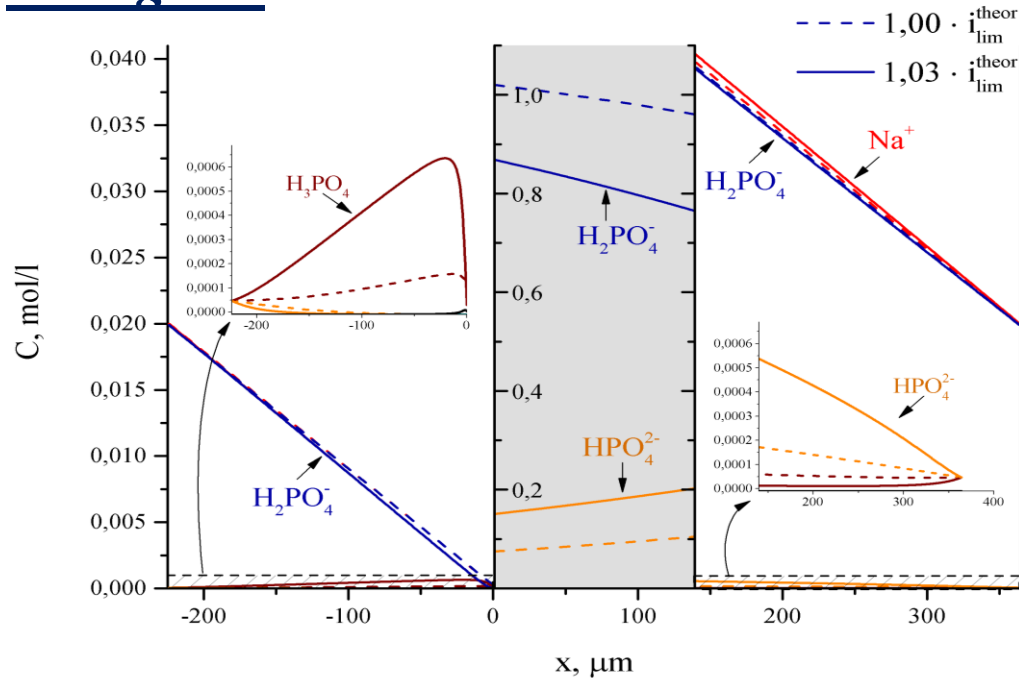 1,00 · i_lim^theor
1,03 · i_lim^theor
C, mol/l
0,040
0,035
0,030
0,025
0,020
0,015
0,010
0,005
0,000
1,0
0,8
0,6
0,4
0,2
Na⁺
H₂PO₄⁻
H₂PO₄⁻
HPO₄²⁻
H₂PO₄⁻
0,0006
0,0005
0,0004
0,0003
0,0002
0,0001
0,0000
H₃PO₄
-200 -100 0
0,0006
0,0005
0,0004
0,0003
0,0002
0,0001
0,0000
HPO₄²⁻
200 300 400
-200 -100 0 100 200 300
x, μm